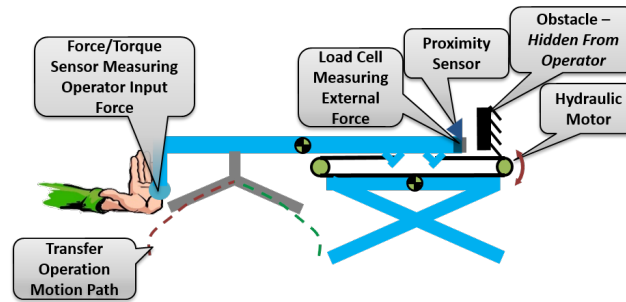 Force/Torque
Sensor Measuring
Operator Input
Force
Load Cell
Measuring
External
Force
Proximity
Sensor
Obstacle –
Hidden From
Operator
Hydraulic
Motor
Transfer
Operation
Motion Path